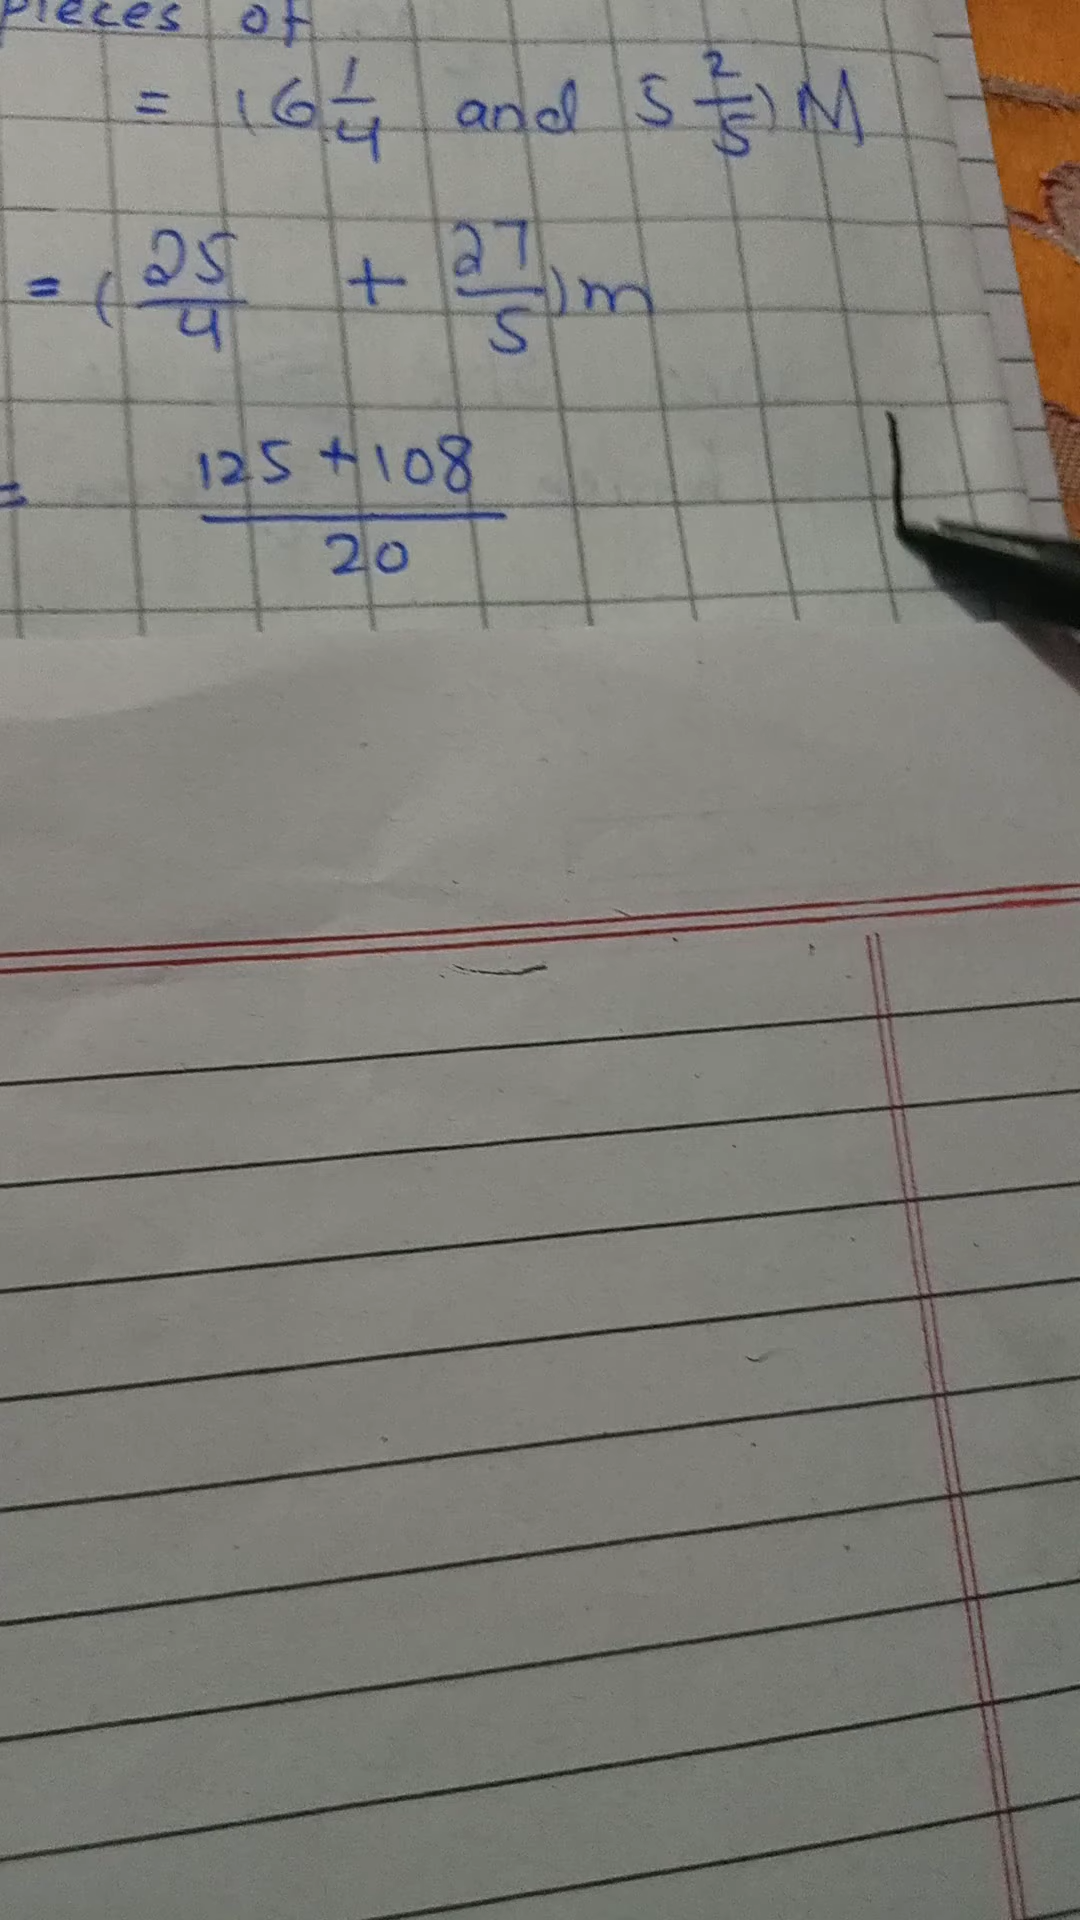 pieces of
= (6 1/4 and 5 2/5) M
= ( 25/4 + 27/5 ) m
= 125 + 108 / 20